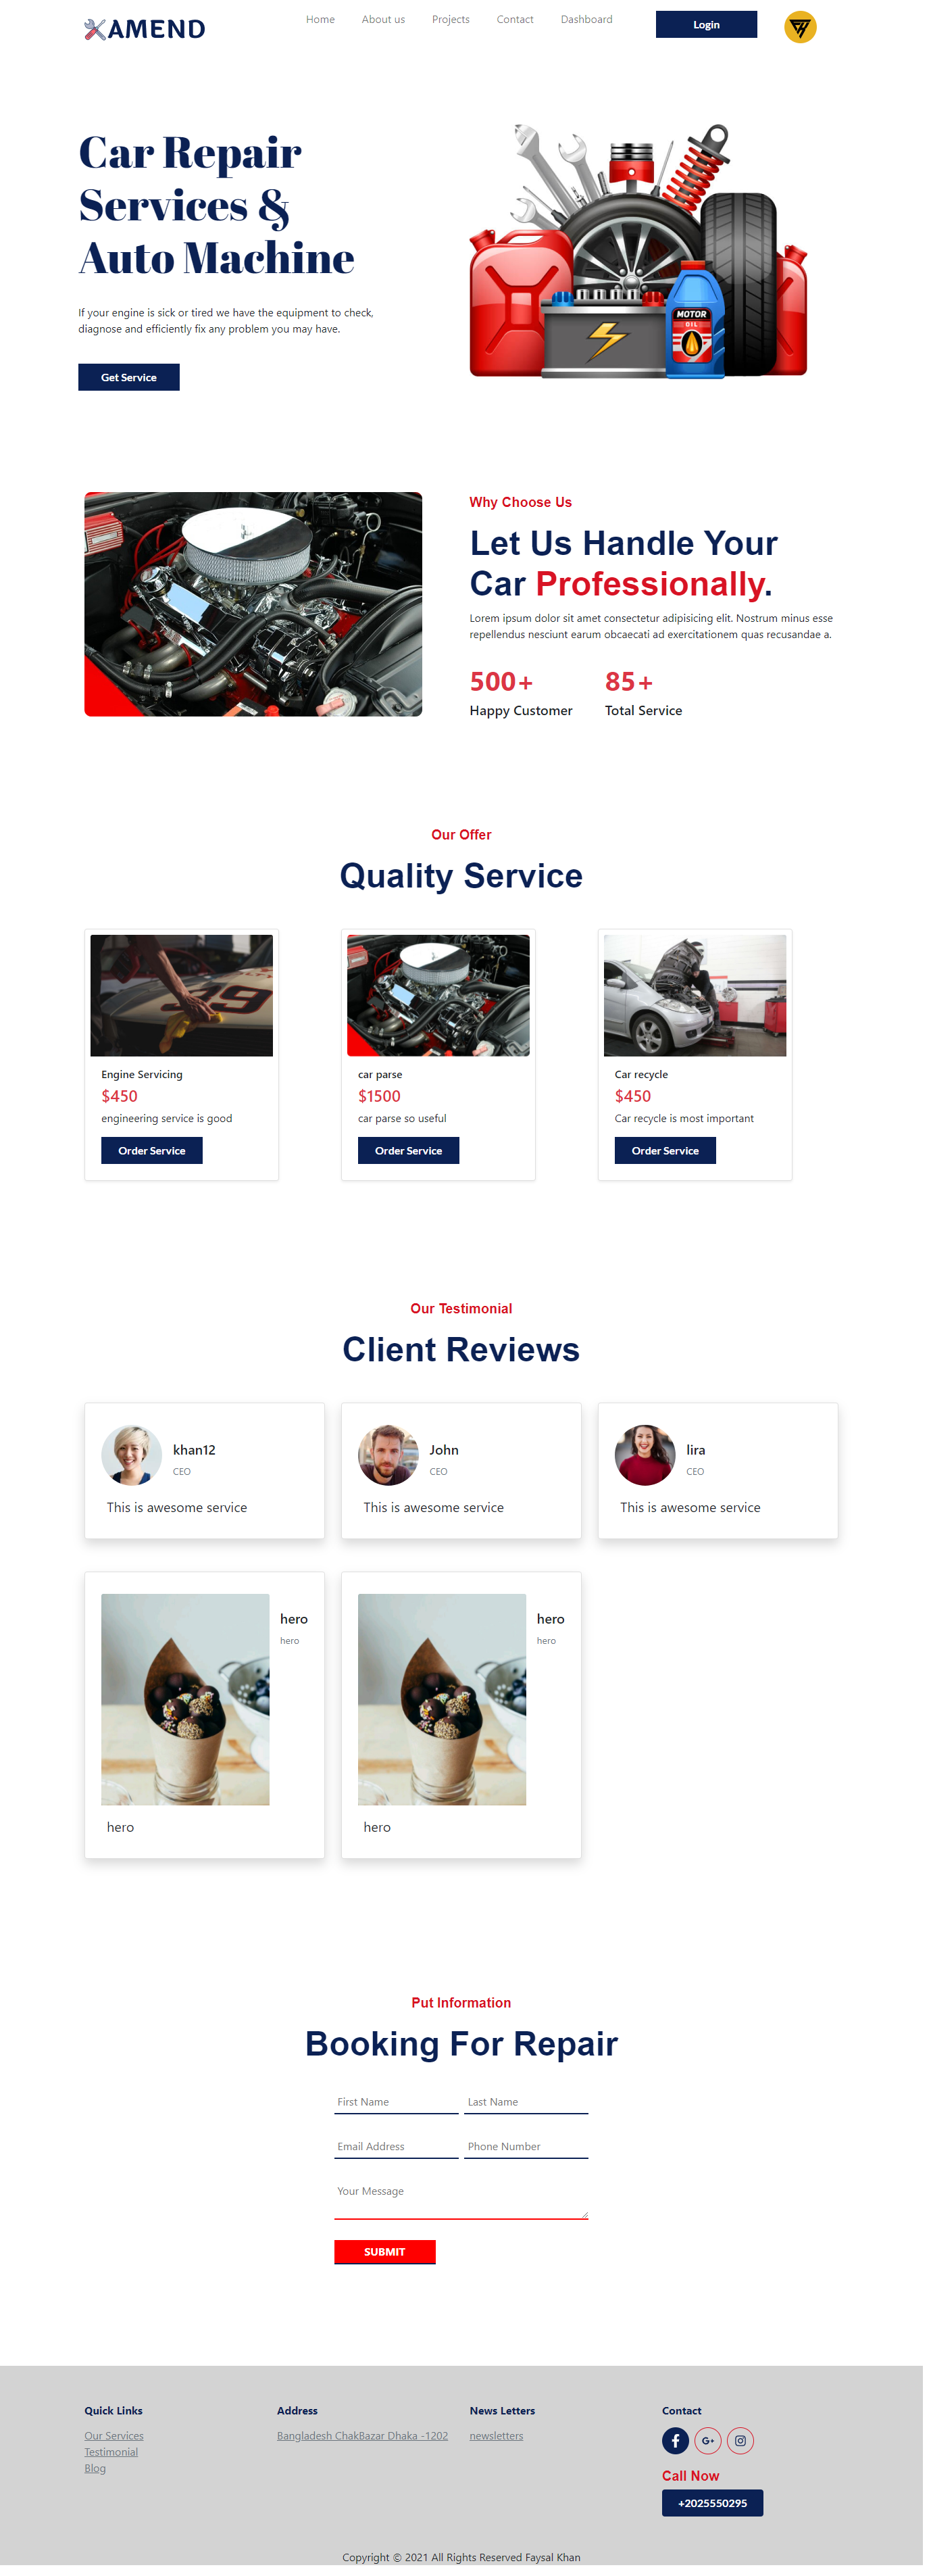 AMEND
Home About us Projects Contact Dashboard Login
Car Repair
Services &
Auto Machine
If your engine is sick or tired we have the equipment to check,
diagnose and efficiently fix any problem you may have.
Get Service
MOTOR
OIL
Why Choose Us
Let Us Handle Your
Car Professionally.
Lorem ipsum dolor sit amet consectetur adipisicing elit. Nostrum minus esse
repellendus nesciunt earum obcaecati ad exercitationem quas recusandae a.
500+ 85+
Happy Customer Total Service
Our Offer
Quality Service
Engine Servicing
$450
engineering service is good
Order Service
car parse
$1500
car parse so useful
Order Service
Car recycle
$450
Car recycle is most important
Order Service
Our Testimonial
Client Reviews
khan12
CEO
This is awesome service
John
CEO
This is awesome service
lira
CEO
This is awesome service
hero
hero
hero
hero
hero
hero
Put Information
Booking For Repair
First Name Last Name
Email Address Phone Number
Your Message
SUBMIT
Quick Links
Our Services
Testimonial
Blog
Address
Bangladesh ChakBazar Dhaka -1202
News Letters
newsletters
Contact
Call Now
+2025550295
Copyright © 2021 All Rights Reserved Faysal Khan